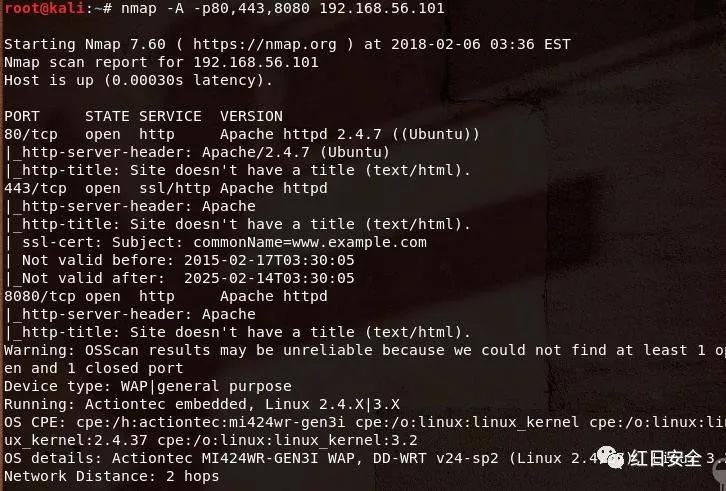 root@kali:~# nmap -A -p80,443,8080 192.168.56.101
Starting Nmap 7.60 ( https://nmap.org ) at 2018-02-06 03:36 EST
Nmap scan report for 192.168.56.101
Host is up (0.00030s latency).
PORT     STATE SERVICE  VERSION
80/tcp   open  http     Apache httpd 2.4.7 ((Ubuntu))
|_http-server-header: Apache/2.4.7 (Ubuntu)
|_http-title: Site doesn't have a title (text/html).
443/tcp  open  ssl/http Apache httpd
|_http-server-header: Apache
|_http-title: Site doesn't have a title (text/html).
| ssl-cert: Subject: commonName=www.example.com
| Not valid before: 2015-02-17T03:30:05
|_Not valid after:  2025-02-14T03:30:05
8080/tcp open  http     Apache httpd
|_http-server-header: Apache
|_http-title: Site doesn't have a title (text/html).
Warning: OSScan results may be unreliable because we could not find at least 1 op
en and 1 closed port
Device type: WAP|general purpose
Running: Actiontec embedded, Linux 2.4.X|3.X
OS CPE: cpe:/h:actiontec:mi424wr-gen3i cpe:/o:linux:linux_kernel cpe:/o:linux:lin
ux_kernel:2.4.37 cpe:/o:linux:linux_kernel:3.2
OS details: Actiontec MI424WR-GEN3I WAP, DD-WRT v24-sp2 (Linux
Network Distance: 2 hops
红日安全